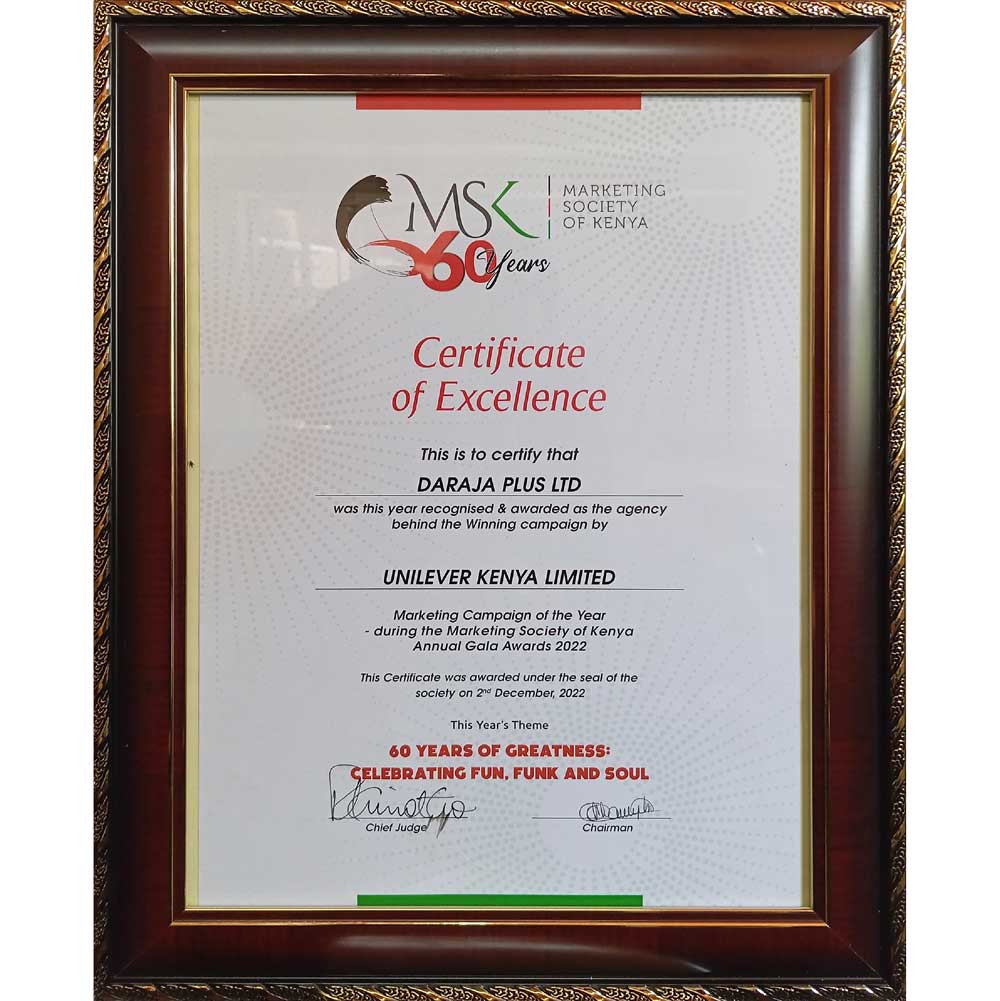 MSK
MARKETING
SOCIETY
OF KENYA
60 Years
Certificate
of Excellence
This is to certify that
DARAJA PLUS LTD
was this year recognised & awarded as the agency
behind the Winning campaign by
UNILEVER KENYA LIMITED
Marketing Campaign of the Year
- during the Marketing Society of Kenya
Annual Gala Awards 2022
This Certificate was awarded under the seal of the
society on 2nd December, 2022
This Year's Theme
60 YEARS OF GREATNESS:
CELEBRATING FUN, FUNK AND SOUL
Chief Judge
Chairman